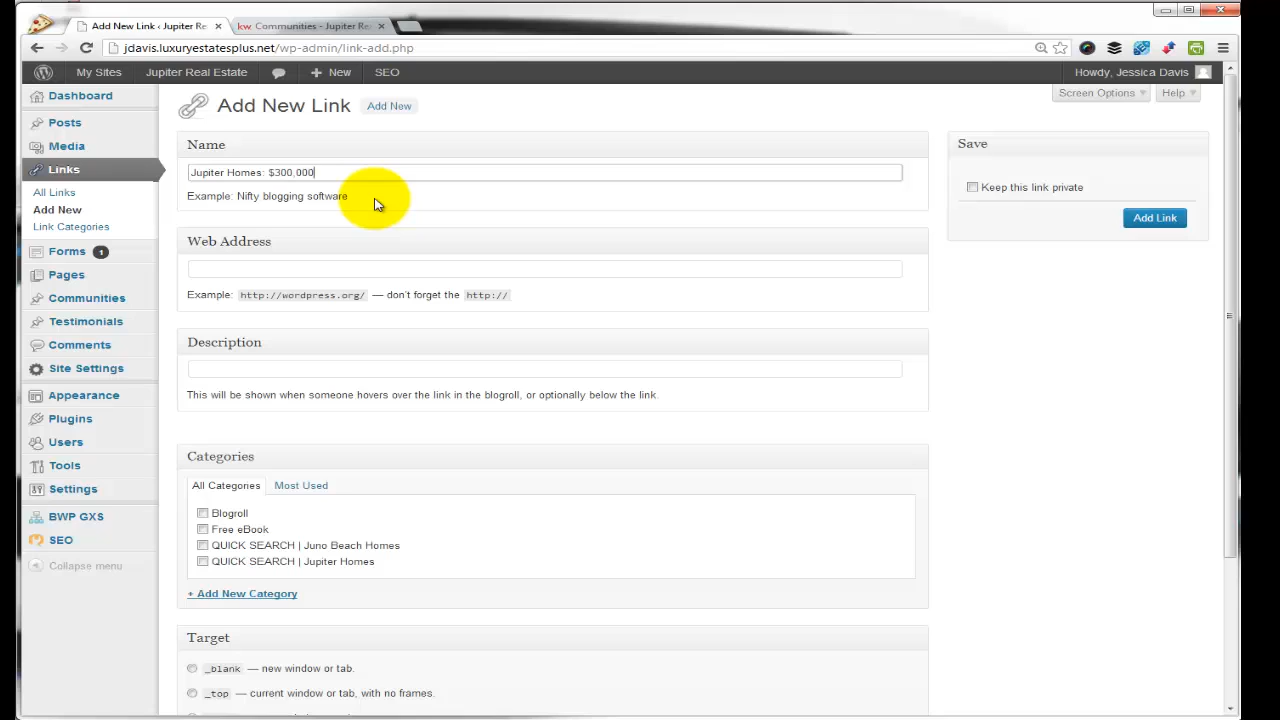 Add New Link ‹ Jupiter Re
kw Communities - Jupiter Re
jdavis.luxuryestatesplus.net/wp-admin/link-add.php
My Sites
Jupiter Real Estate
New
SEO
Howdy, Jessica Davis
Screen Options
Help
Dashboard
Posts
Media
Links
All Links
Add New
Link Categories
Forms 1
Pages
Communities
Testimonials
Comments
Site Settings
Appearance
Plugins
Users
Tools
Settings
BWP GXS
SEO
Collapse menu
Add New Link
Add New
Name
Jupiter Homes: $300,000
Example: Nifty blogging software
Web Address
Example: http://wordpress.org/ — don't forget the http://
Description
This will be shown when someone hovers over the link in the blogroll, or optionally below the link.
Categories
All Categories
Most Used
Blogroll
Free eBook
QUICK SEARCH | Juno Beach Homes
QUICK SEARCH | Jupiter Homes
+ Add New Category
Target
_blank — new window or tab.
_top — current window or tab, with no frames.
Save
Keep this link private
Add Link